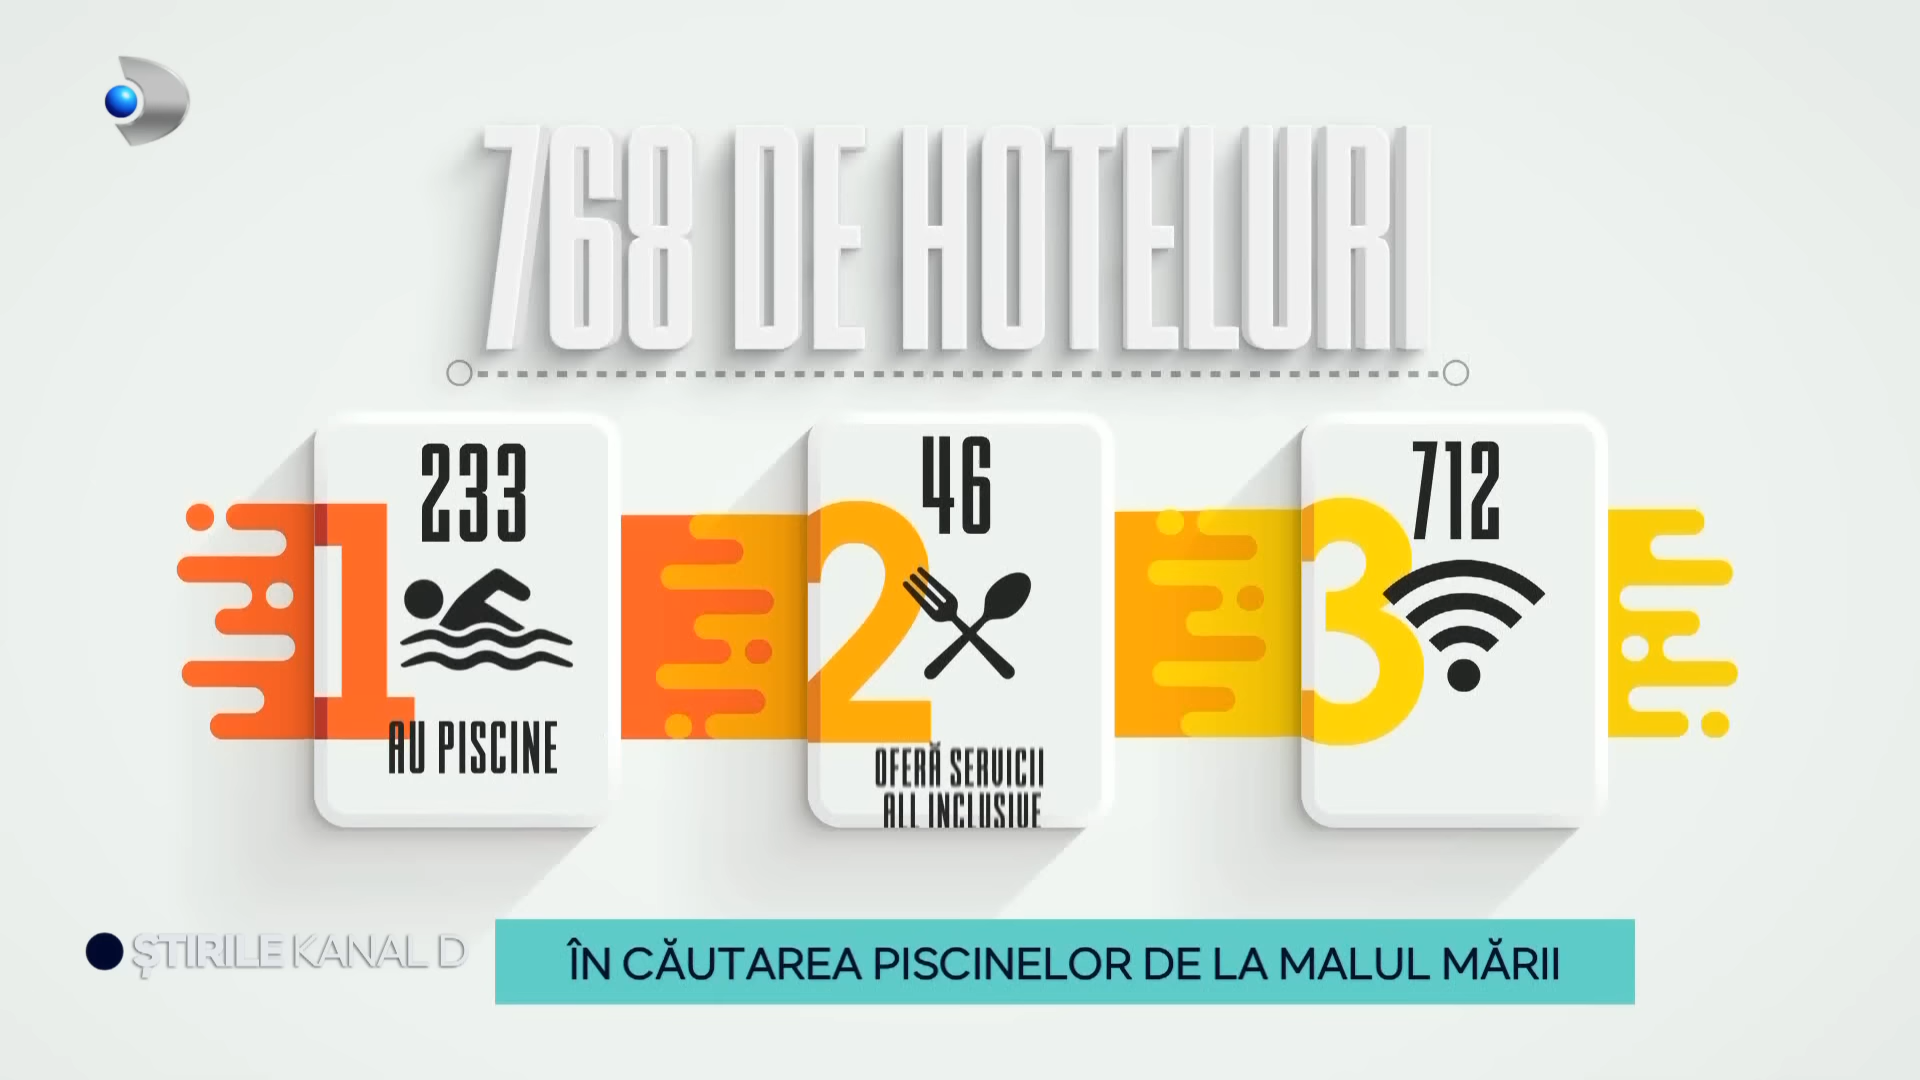 768 DE HOTELURI
1
233
AU PISCINE
2
46
OFERĂ SERVICII
ALL INCLUSIVE
3
712
ŞTIRILE KANAL D
ÎN CĂUTAREA PISCINELOR DE LA MALUL MĂRII